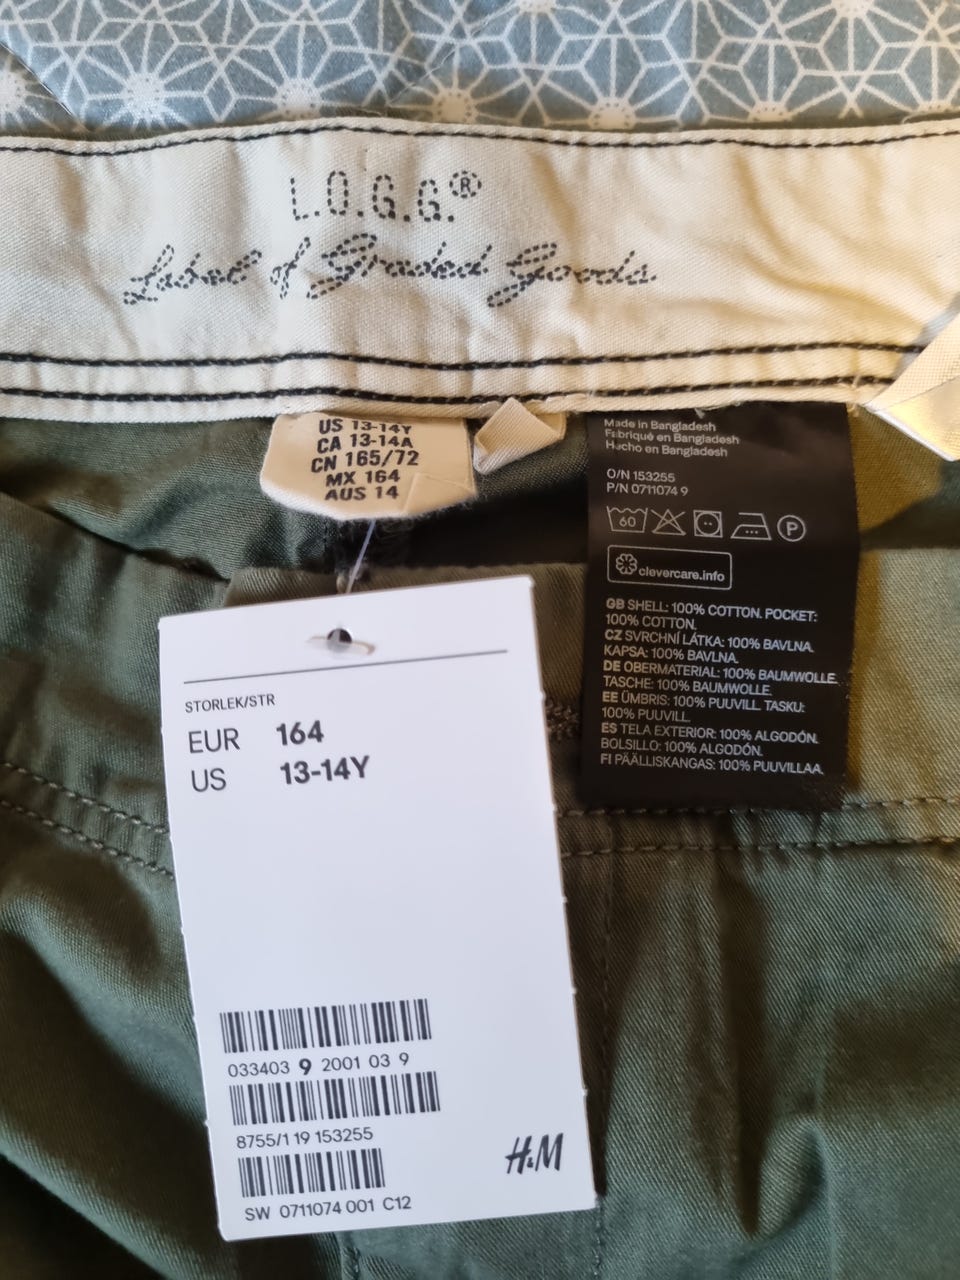 L.O.G.G.®
Label of Graded Goods
US 13-14Y
CA 13-14A
CN 165/72
MX 164
AUS 14
Made in Bangladesh
Fabriqué en Bangladesh
Hecho en Bangladesh
O/N 153255
P/N 0711074 9
60
P
clevercare.info
GB SHELL: 100% COTTON. POCKET:
100% COTTON.
CZ SVRCHNÍ LÁTKA: 100% BAVLNA.
KAPSA: 100% BAVLNA.
DE OBERMATERIAL: 100% BAUMWOLLE.
TASCHE: 100% BAUMWOLLE.
EE ÜMBRIS: 100% PUUVILL. TASKU:
100% PUUVILL.
ES TELA EXTERIOR: 100% ALGODÓN.
BOLSILLO: 100% ALGODÓN.
FI PÄÄLLISKANGAS: 100% PUUVILLAA.
STORLEK/STR
EUR 164
US 13-14Y
033403 9 2001 03 9
8755/1 19 153255
SW 0711074 001 C12
H&M